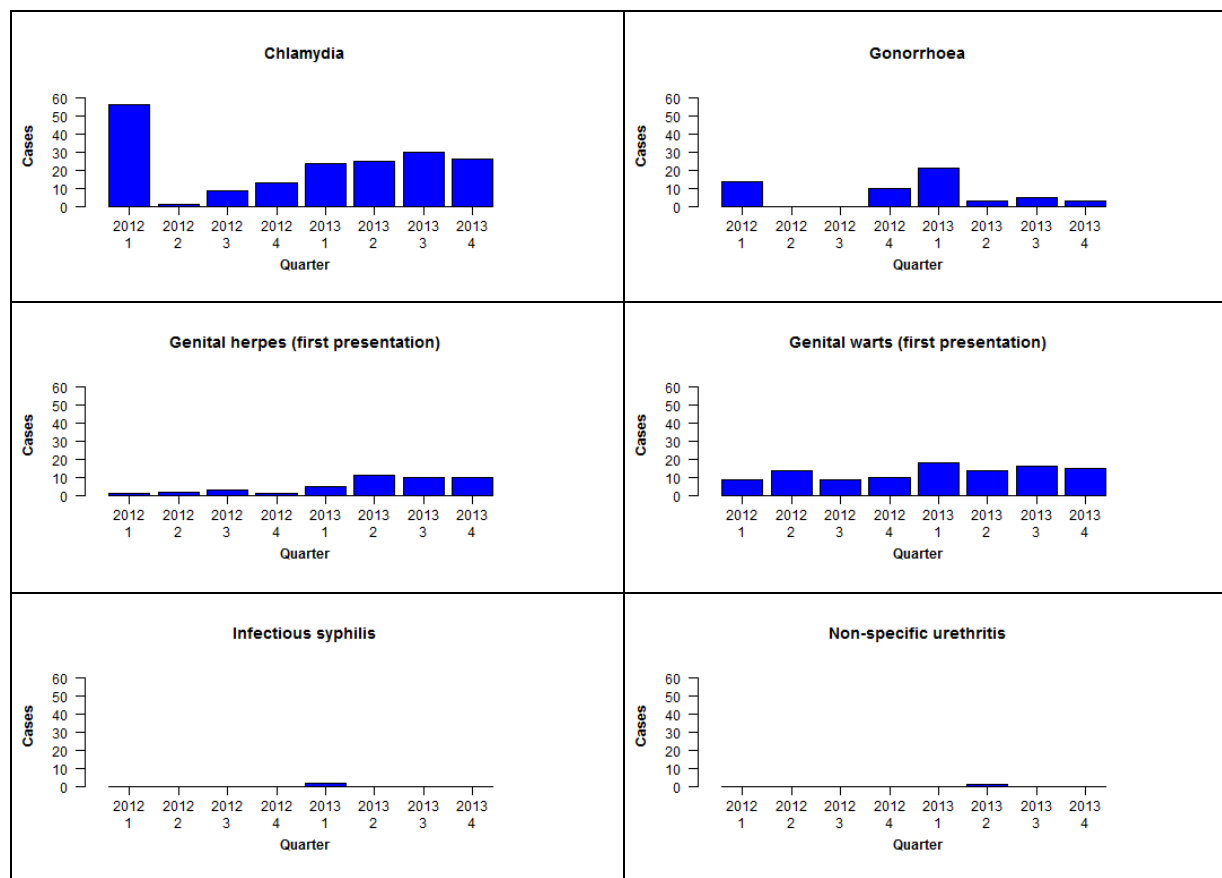 Chlamydia
60
50
40
30
20
10
0
Cases
2012 2012 2012 2012 2013 2013 2013 2013
1 2 3 4 1 2 3 4
Quarter
Gonorrhoea
60
50
40
30
20
10
0
Cases
2012 2012 2012 2012 2013 2013 2013 2013
1 2 3 4 1 2 3 4
Quarter
Genital herpes (first presentation)
60
50
40
30
20
10
0
Cases
2012 2012 2012 2012 2013 2013 2013 2013
1 2 3 4 1 2 3 4
Quarter
Genital warts (first presentation)
60
50
40
30
20
10
0
Cases
2012 2012 2012 2012 2013 2013 2013 2013
1 2 3 4 1 2 3 4
Quarter
Infectious syphilis
60
50
40
30
20
10
0
Cases
2012 2012 2012 2012 2013 2013 2013 2013
1 2 3 4 1 2 3 4
Quarter
Non-specific urethritis
60
50
40
30
20
10
0
Cases
2012 2012 2012 2012 2013 2013 2013 2013
1 2 3 4 1 2 3 4
Quarter